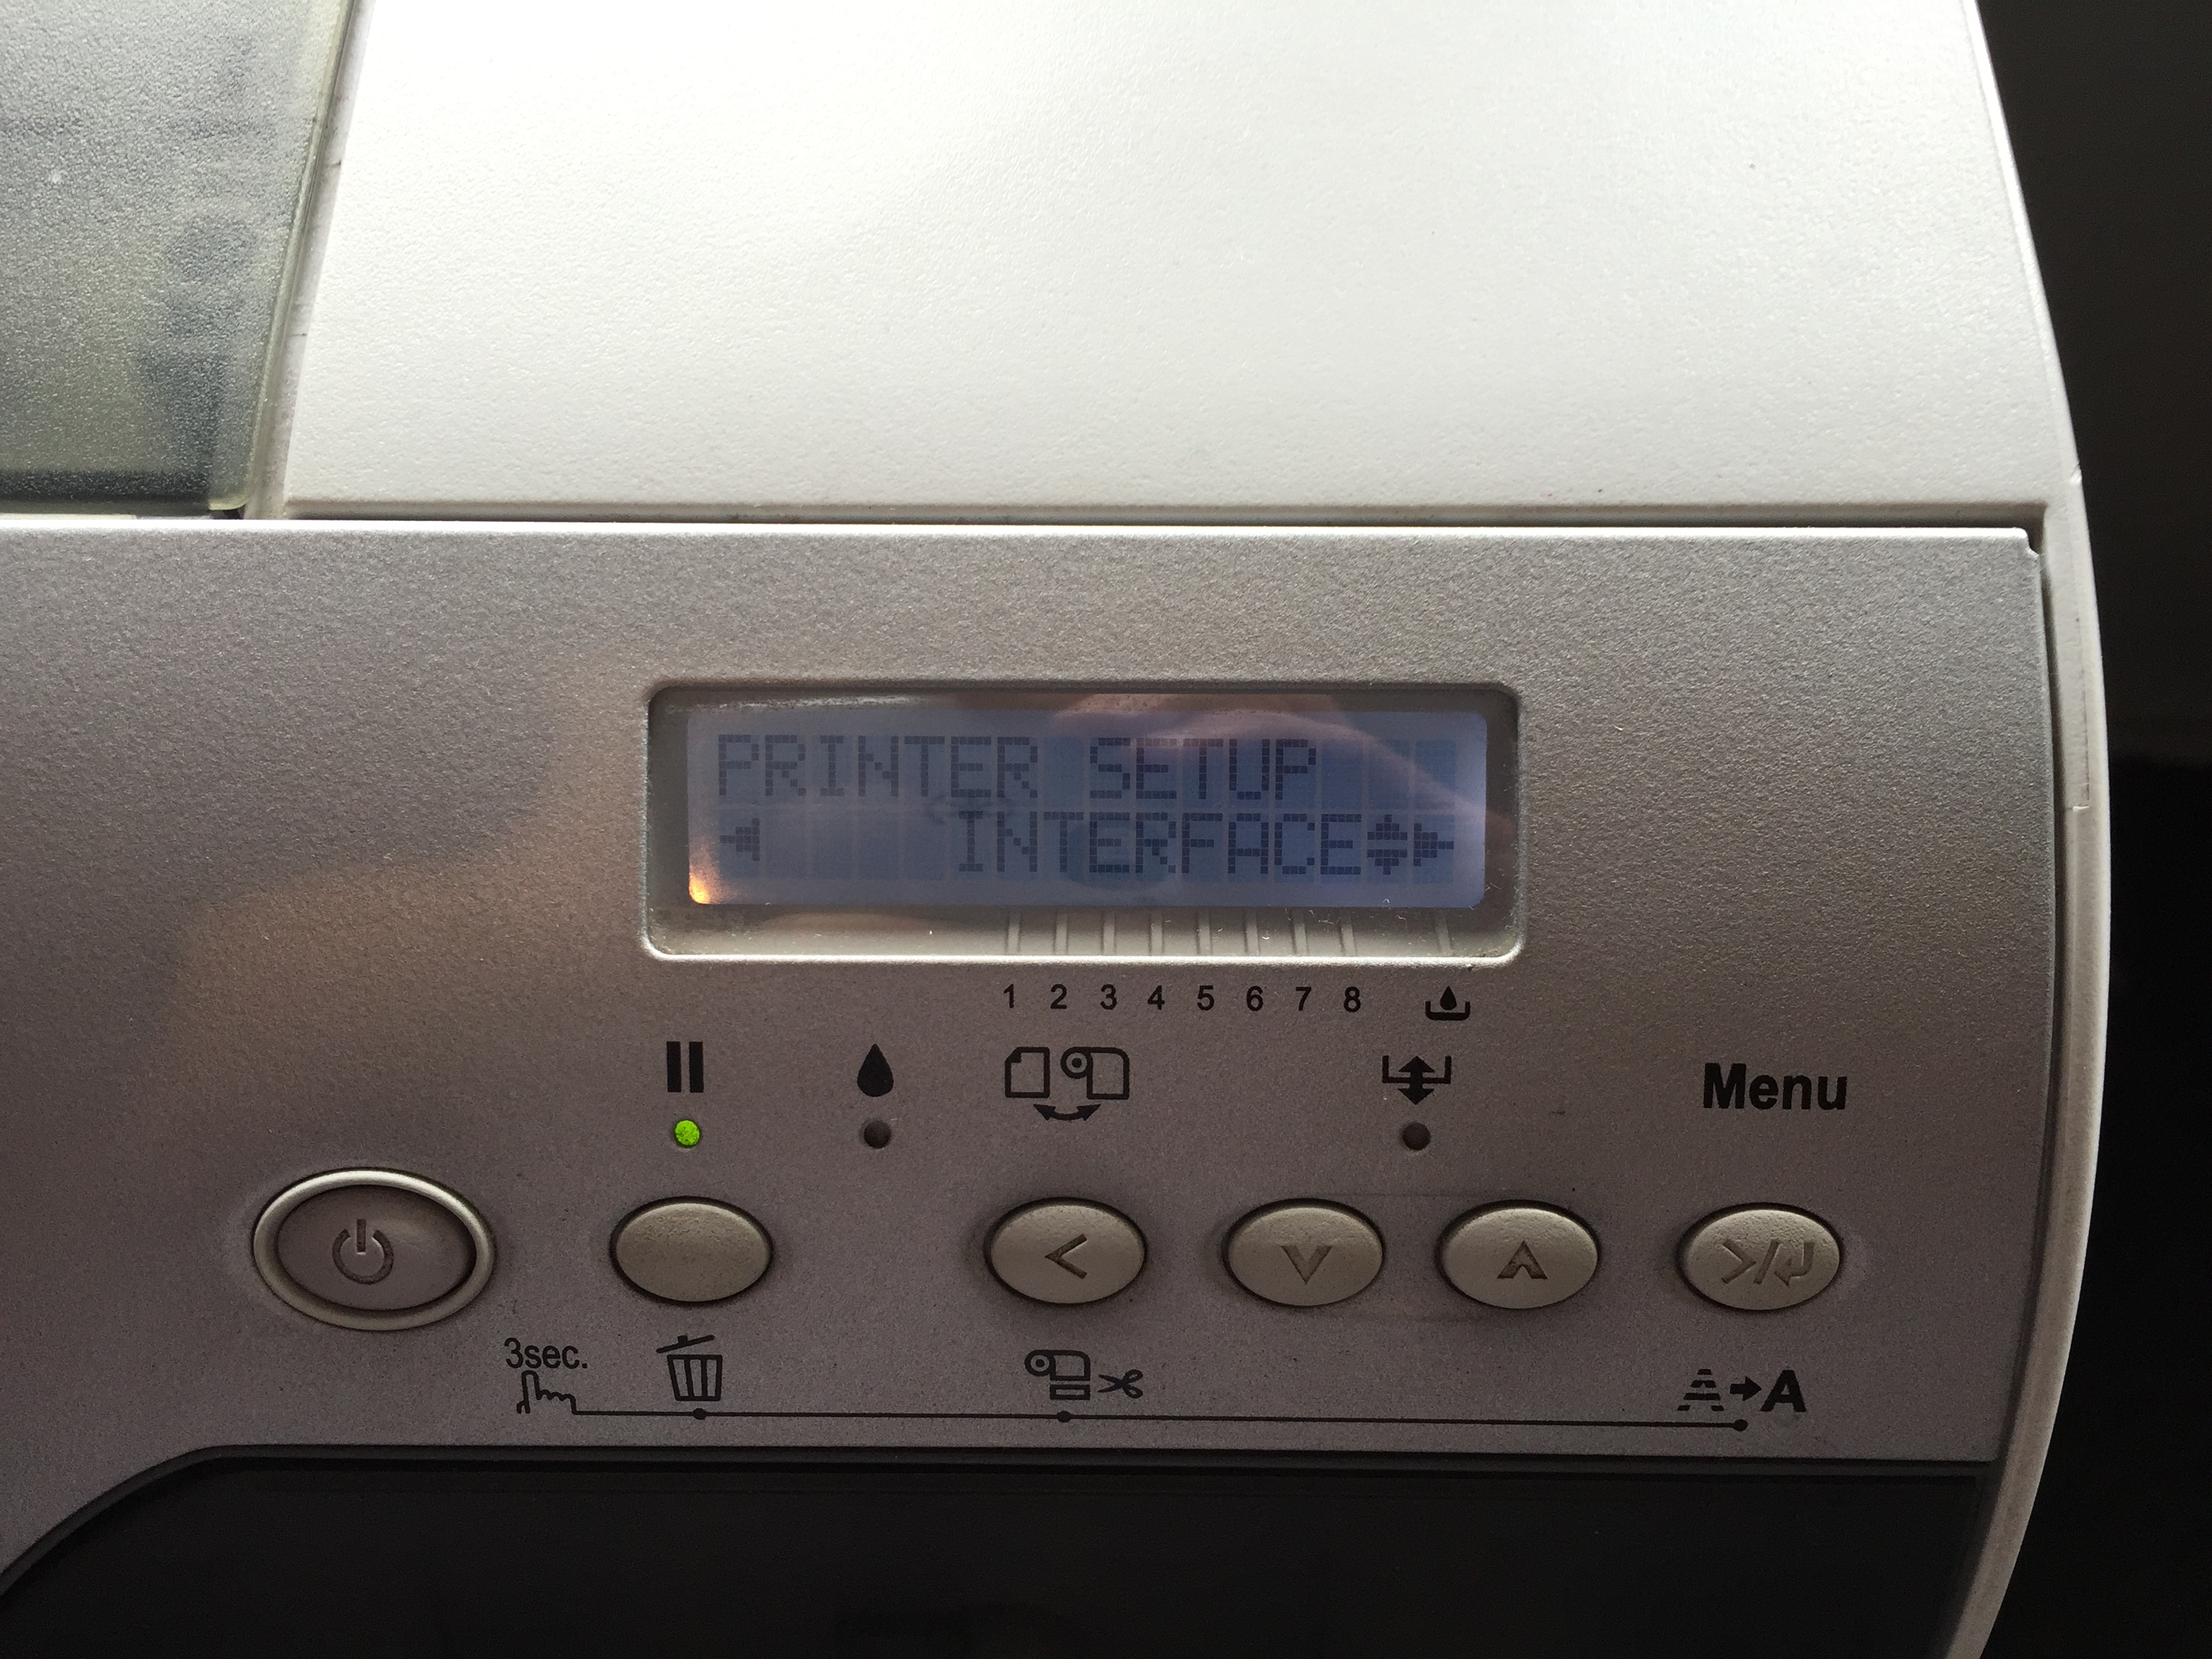 PRINTER SETUP
INTERFACE
1 2 3 4 5 6 7 8
Menu
3sec.
A